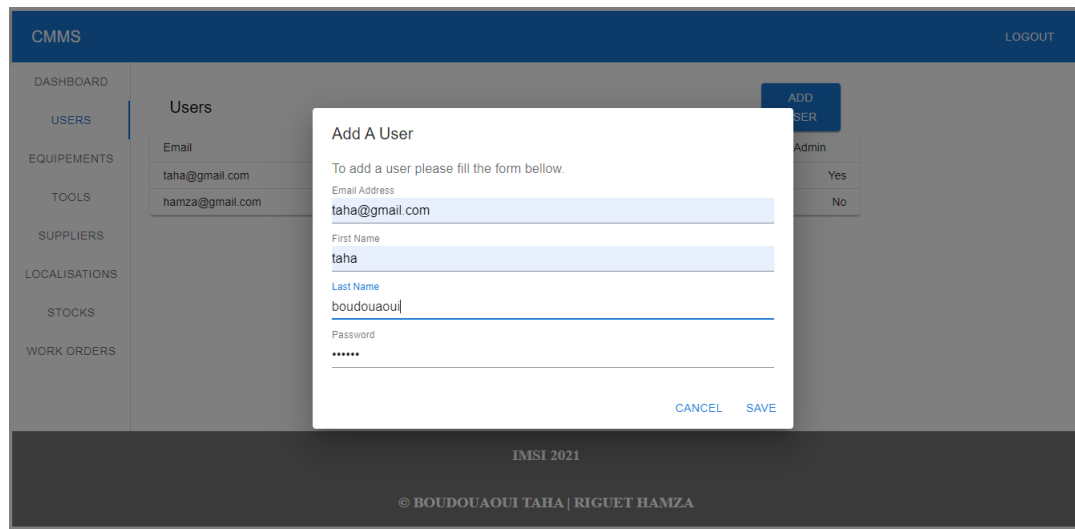 CMMS
LOGOUT
DASHBOARD
USERS
EQUIPEMENTS
TOOLS
SUPPLIERS
LOCALISATIONS
STOCKS
WORK ORDERS
Users
ADD
SER
Email
Admin
taha@gmail.com
Yes
hamza@gmail.com
No
Add A User
To add a user please fill the form bellow.
Email Address
taha@gmail.com
First Name
taha
Last Name
boudouaoui
Password
••••••
CANCEL SAVE
IMSI 2021
© BOUDOUAOUI TAHA | RIGUET HAMZA